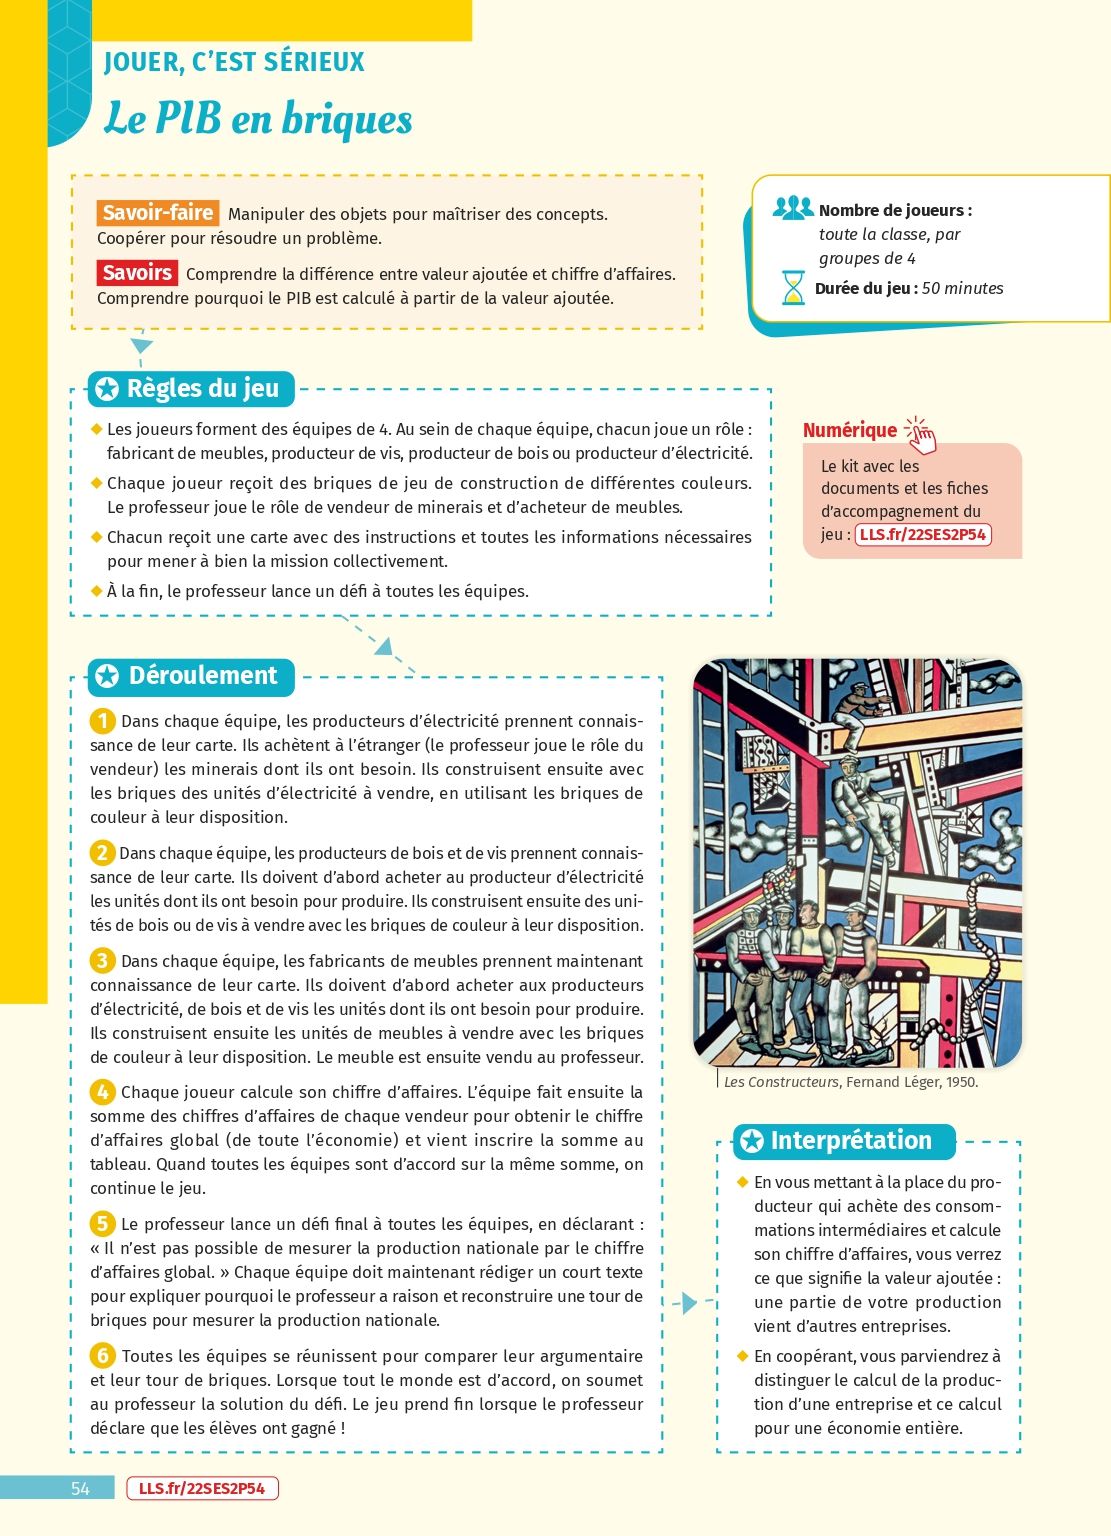 JOUER, C'EST SÉRIEUX
Le PIB en briques
Savoir-faire Manipuler des objets pour maîtriser des concepts.
Coopérer pour résoudre un problème.
Savoirs Comprendre la différence entre valeur ajoutée et chiffre d'affaires.
Comprendre pourquoi le PIB est calculé à partir de la valeur ajoutée.
Nombre de joueurs :
toute la classe, par
groupes de 4
Durée du jeu : 50 minutes
Règles du jeu
◆ Les joueurs forment des équipes de 4. Au sein de chaque équipe, chacun joue un rôle :
fabricant de meubles, producteur de vis, producteur de bois ou producteur d'électricité.
◆ Chaque joueur reçoit des briques de jeu de construction de différentes couleurs.
Le professeur joue le rôle de vendeur de minerais et d'acheteur de meubles.
◆ Chacun reçoit une carte avec des instructions et toutes les informations nécessaires
pour mener à bien la mission collectivement.
◆ À la fin, le professeur lance un défi à toutes les équipes.
Numérique
Le kit avec les
documents et les fiches
d'accompagnement du
jeu : LLS.fr/22SES2P54
Déroulement
1 Dans chaque équipe, les producteurs d'électricité prennent connais-
sance de leur carte. Ils achètent à l'étranger (le professeur joue le rôle du
vendeur) les minerais dont ils ont besoin. Ils construisent ensuite avec
les briques des unités d'électricité à vendre, en utilisant les briques de
couleur à leur disposition.
2 Dans chaque équipe, les producteurs de bois et de vis prennent connais-
sance de leur carte. Ils doivent d'abord acheter au producteur d'électricité
les unités dont ils ont besoin pour produire. Ils construisent ensuite des uni-
tés de bois ou de vis à vendre avec les briques de couleur à leur disposition.
3 Dans chaque équipe, les fabricants de meubles prennent maintenant
connaissance de leur carte. Ils doivent d'abord acheter aux producteurs
d'électricité, de bois et de vis les unités dont ils ont besoin pour produire.
Ils construisent ensuite les unités de meubles à vendre avec les briques
de couleur à leur disposition. Le meuble est ensuite vendu au professeur.
4 Chaque joueur calcule son chiffre d'affaires. L'équipe fait ensuite la
somme des chiffres d'affaires de chaque vendeur pour obtenir le chiffre
d'affaires global (de toute l'économie) et vient inscrire la somme au
tableau. Quand toutes les équipes sont d'accord sur la même somme, on
continue le jeu.
5 Le professeur lance un défi final à toutes les équipes, en déclarant :
« Il n'est pas possible de mesurer la production nationale par le chiffre
d'affaires global. » Chaque équipe doit maintenant rédiger un court texte
pour expliquer pourquoi le professeur a raison et reconstruire une tour de
briques pour mesurer la production nationale.
6 Toutes les équipes se réunissent pour comparer leur argumentaire
et leur tour de briques. Lorsque tout le monde est d'accord, on soumet
au professeur la solution du défi. Le jeu prend fin lorsque le professeur
déclare que les élèves ont gagné !
Les Constructeurs, Fernand Léger, 1950.
Interprétation
◆ En vous mettant à la place du pro-
ducteur qui achète des consom-
mations intermédiaires et calcule
son chiffre d'affaires, vous verrez
ce que signifie la valeur ajoutée :
une partie de votre production
vient d'autres entreprises.
◆ En coopérant, vous parviendrez à
distinguer le calcul de la produc-
tion d'une entreprise et ce calcul
pour une économie entière.
54
LLS.fr/22SES2P54